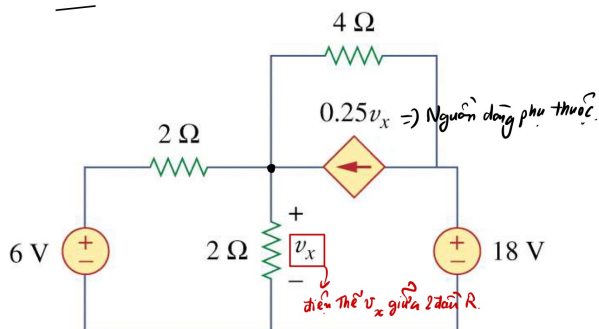 4 Ω
0.25vₓ => Nguồn dòng phụ thuộc.
2 Ω
+
6 V
+
−
2 Ω
vₓ
+
−
18 V
−
điện thế vₓ giữa 2 đầu R.